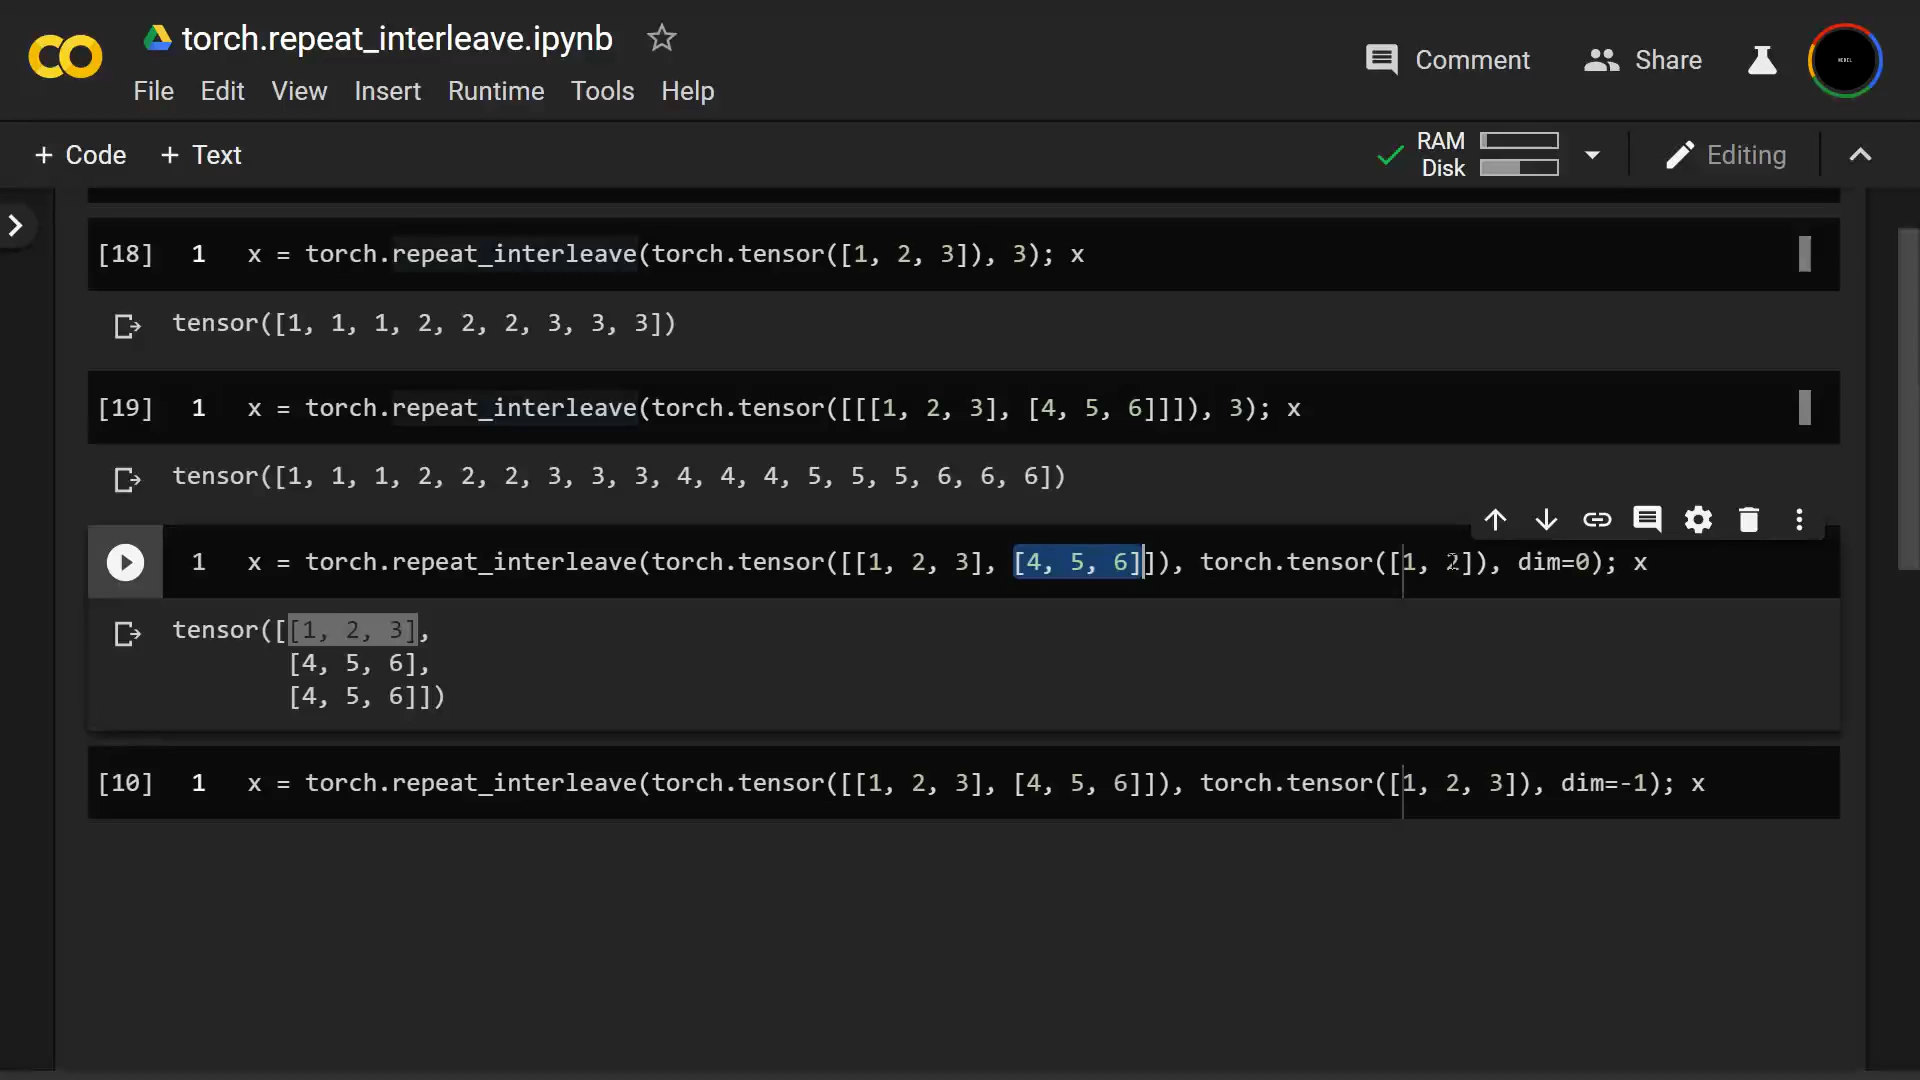 torch.repeat_interleave.ipynb
Comment
Share
File Edit View Insert Runtime Tools Help
+ Code + Text
RAM
Disk
Editing
[18] 1 x = torch.repeat_interleave(torch.tensor([1, 2, 3]), 3); x
tensor([1, 1, 1, 2, 2, 2, 3, 3, 3])
[19] 1 x = torch.repeat_interleave(torch.tensor([[[1, 2, 3], [4, 5, 6]]]), 3); x
tensor([1, 1, 1, 2, 2, 2, 3, 3, 3, 4, 4, 4, 5, 5, 5, 6, 6, 6])
1 x = torch.repeat_interleave(torch.tensor([[1, 2, 3], [4, 5, 6]]), torch.tensor([1, 2]), dim=0); x
tensor([[1, 2, 3],
[4, 5, 6],
[4, 5, 6]])
[10] 1 x = torch.repeat_interleave(torch.tensor([[1, 2, 3], [4, 5, 6]]), torch.tensor([1, 2, 3]), dim=-1); x